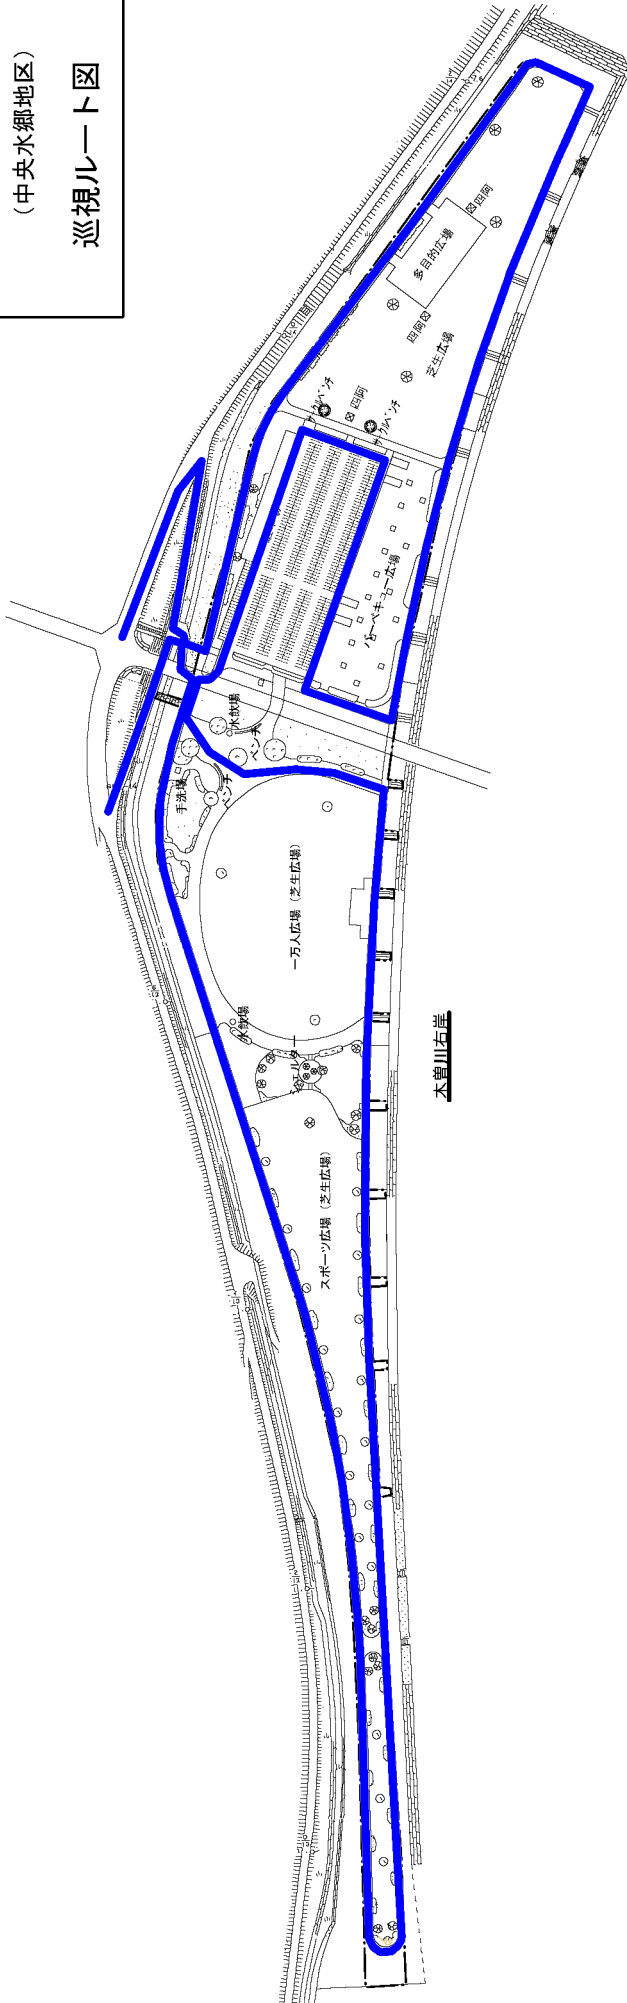 (中央水郷地区)
巡視ルート図
四阿
多目的広場
四阿
芝生広場
四阿
バーベキュー広場
水飲場
ベンチ
ベンチ
手洗場
一万人広場 (芝生広場)
水飲場
シェルター
スポーツ広場 (芝生広場)
木曽川右岸